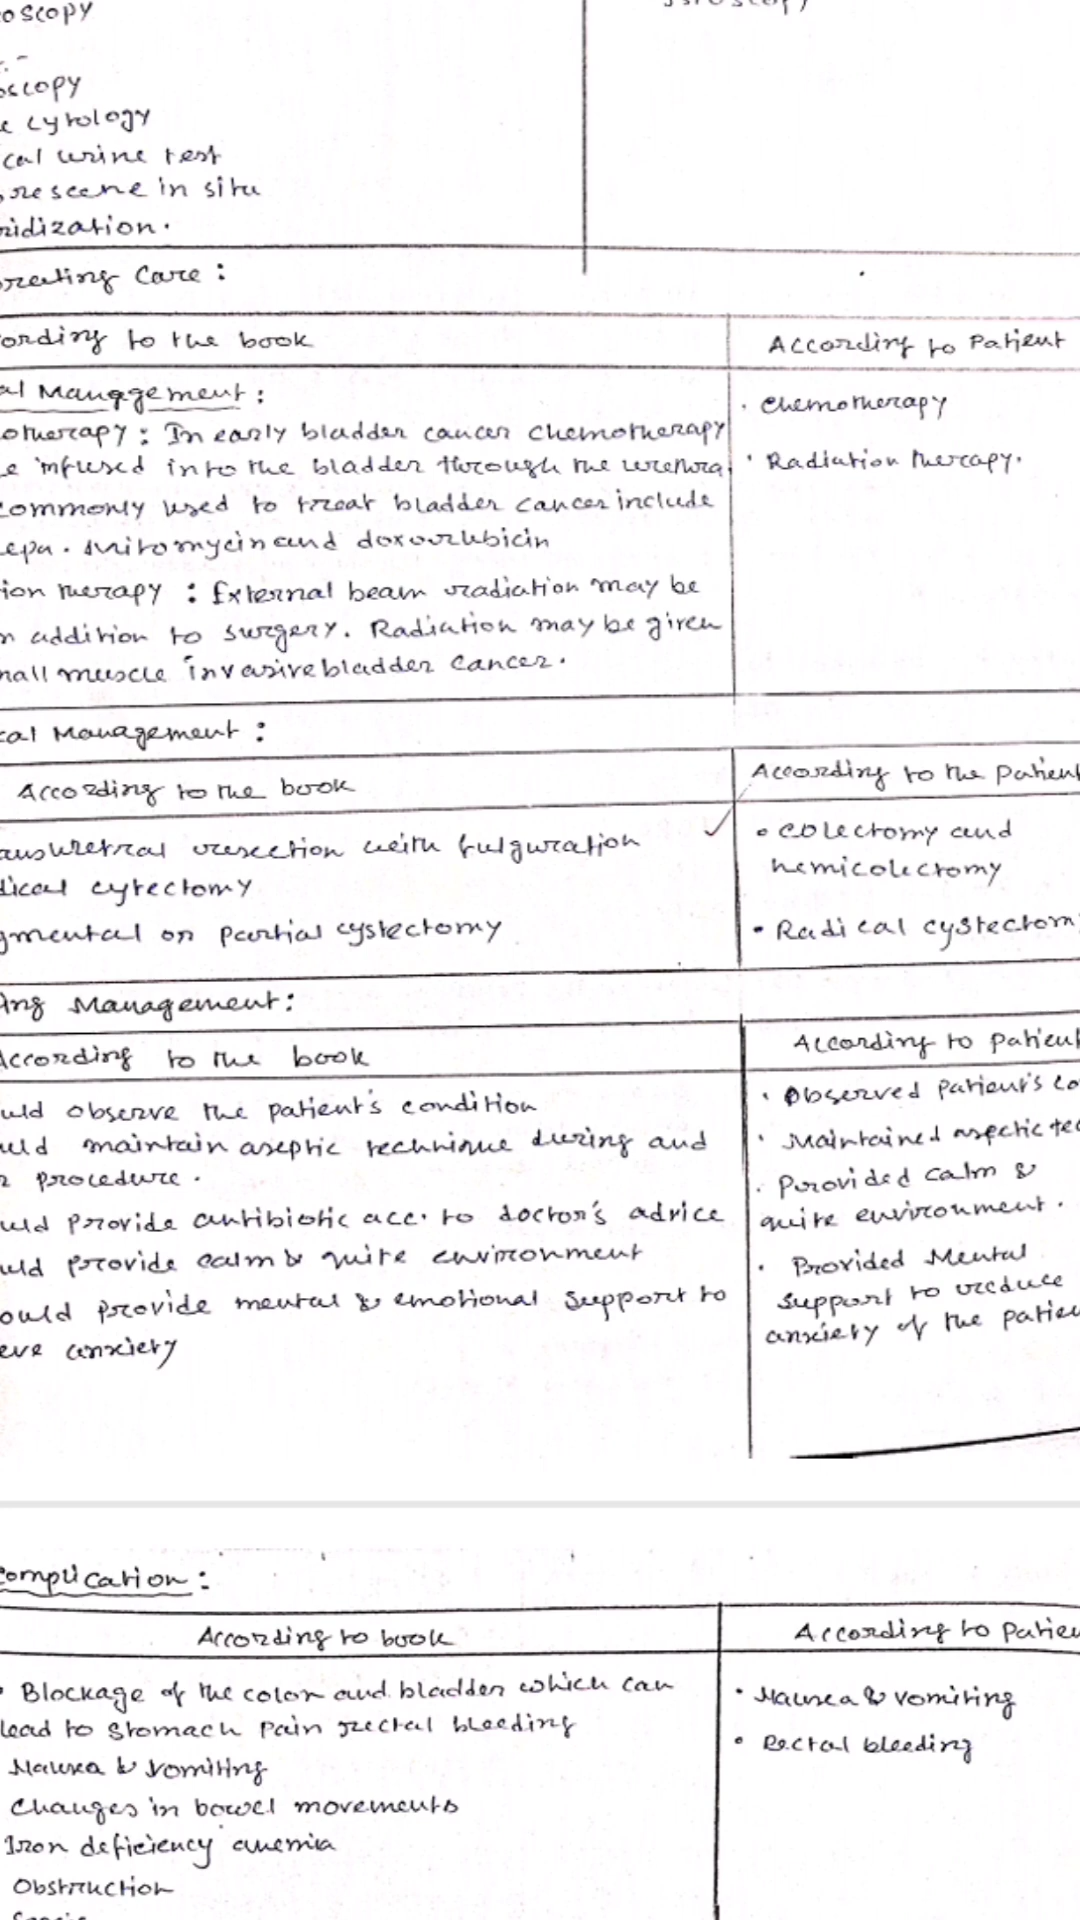 oscopy
oscopy
e cytology
cal urine test
rescene in situ
ridization.
reating Care :
ording to the book
According to Patient
al Management :
. Chemotherapy
otherapy : In early bladder cancer chemotherapy
e infused into the bladder through the urethra.
. Radiation therapy.
commonly used to treat bladder cancer include
epa. mitomycin and doxorubicin
ion therapy : External beam radiation may be
n addition to surgery. Radiation may be given
mall muscle invasive bladder cancer.
cal Management :
According to the book
According to the patient
ansuretral resection with fulguration ✓
• colectomy and
hemicolectomy
dical cytectomy
gmental or partial cystectomy
• Radical cystectom
ing Management :
According to the book
According to patient
uld observe the patient's condition
. Observed patient's co
uld maintain aseptic technique during and
r procedure.
. Maintained aspectic tec
. Provided calm &
quite environment.
uld provide antibiotic acc. to doctor's advice
uld provide calm & quite environment
. Provided Mental
support to reduce
anxiety of the patien
ould provide mental & emotional support to
eve anxiety
Complication :
According to book
According to patien
• Blockage of the colon and bladder which can
lead to stomach pain rectal bleeding
• Nausea & vomiting
• Rectal bleeding
Nausea & vomiting
Changes in bowel movements
Iron deficiency anemia
Obstruction